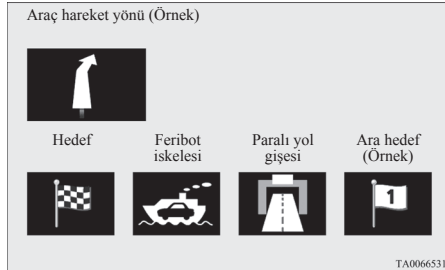 Araç hareket yönü (Örnek)
Hedef
Feribot
iskelesi
Paralı yol
gişesi
Ara hedef
(Örnek)
1
TA0066531